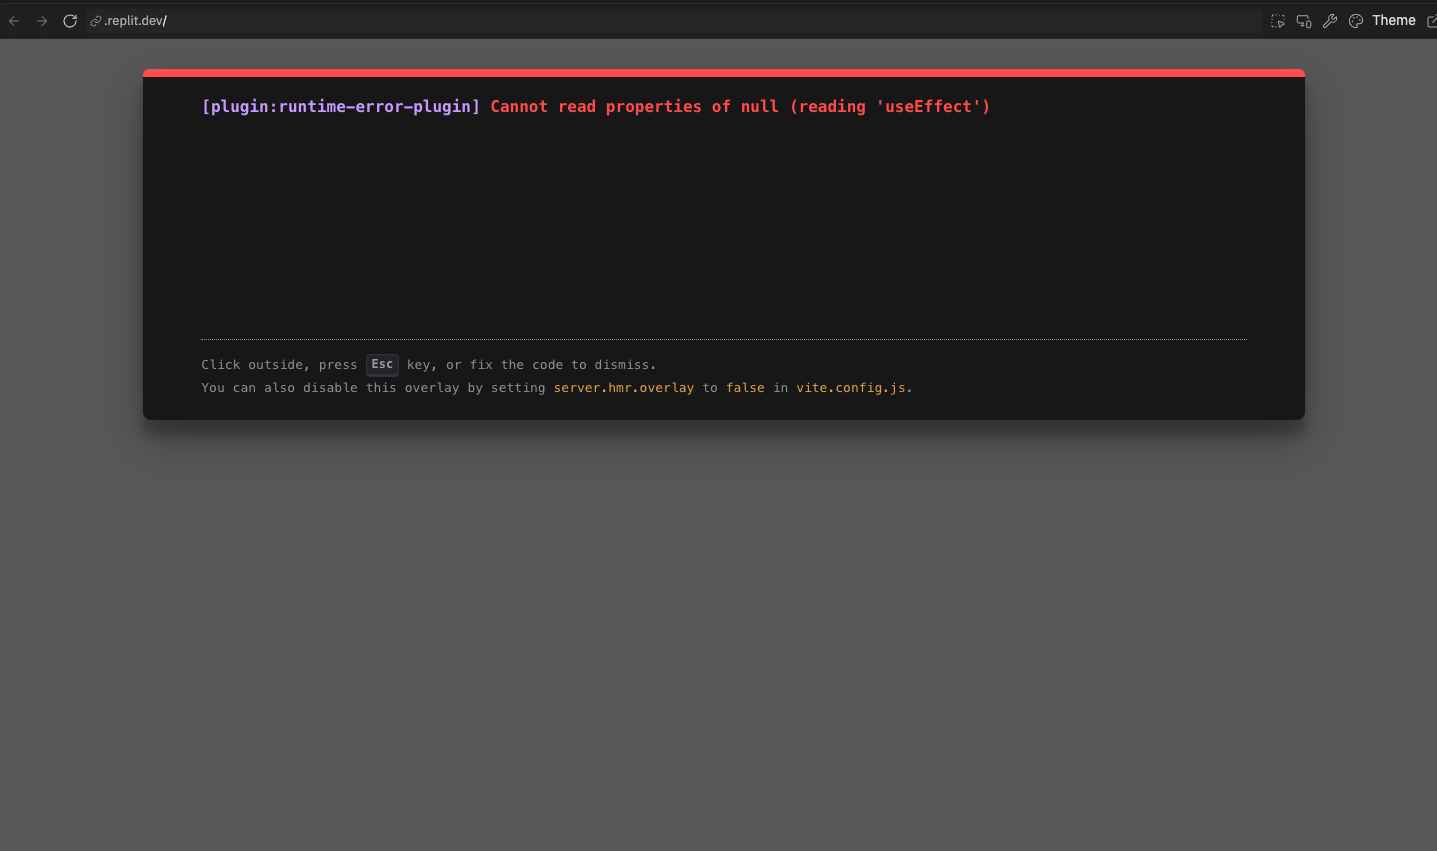 .replit.dev/
Theme
[plugin:runtime-error-plugin] Cannot read properties of null (reading 'useEffect')
Click outside, press Esc key, or fix the code to dismiss.
You can also disable this overlay by setting server.hmr.overlay to false in vite.config.js.